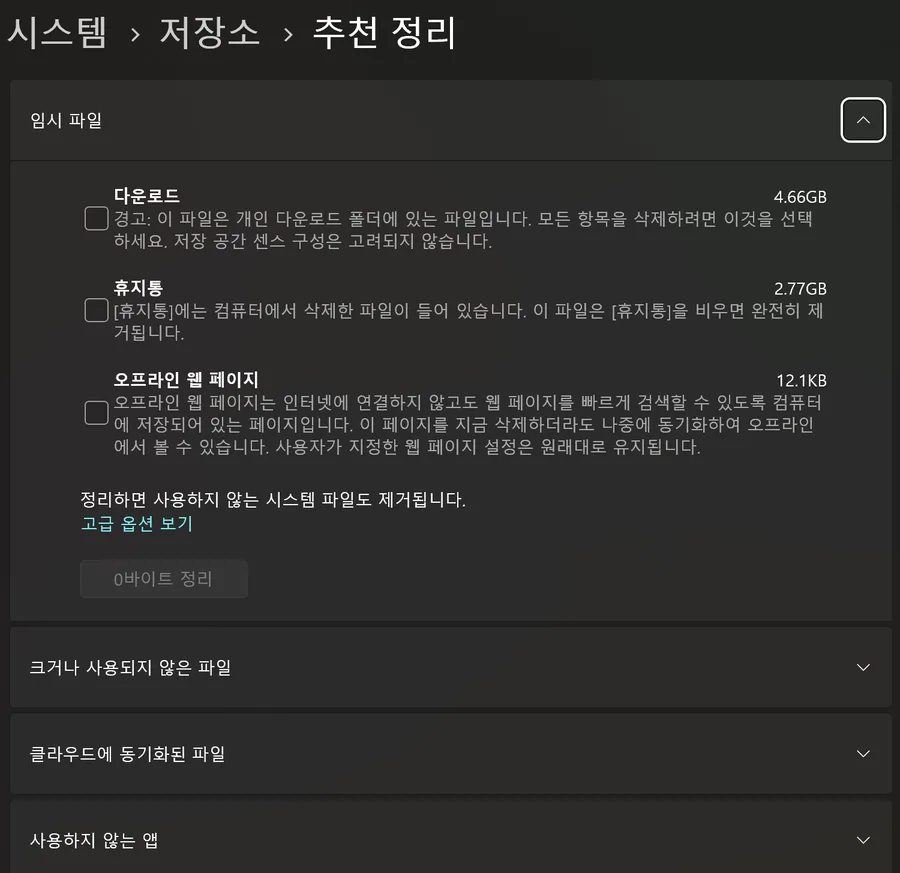 시스템 > 저장소 > 추천 정리
임시 파일
다운로드 4.66GB
경고: 이 파일은 개인 다운로드 폴더에 있는 파일입니다. 모든 항목을 삭제하려면 이것을 선택
하세요. 저장 공간 센스 구성은 고려되지 않습니다.
휴지통 2.77GB
[휴지통]에는 컴퓨터에서 삭제한 파일이 들어 있습니다. 이 파일은 [휴지통]을 비우면 완전히 제
거됩니다.
오프라인 웹 페이지 12.1KB
오프라인 웹 페이지는 인터넷에 연결하지 않고도 웹 페이지를 빠르게 검색할 수 있도록 컴퓨터
에 저장되어 있는 페이지입니다. 이 페이지를 지금 삭제하더라도 나중에 동기화하여 오프라인
에서 볼 수 있습니다. 사용자가 지정한 웹 페이지 설정은 원래대로 유지됩니다.
정리하면 사용하지 않는 시스템 파일도 제거됩니다.
고급 옵션 보기
0바이트 정리
크거나 사용되지 않은 파일
클라우드에 동기화된 파일
사용하지 않는 앱